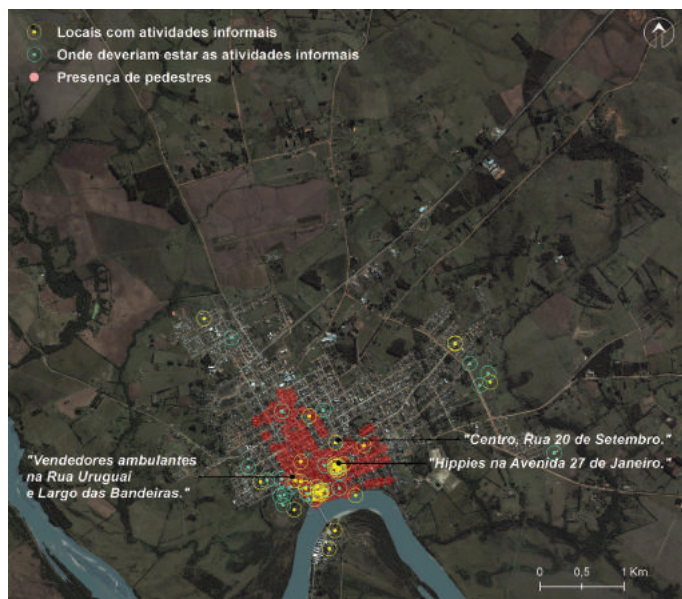 Locais com atividades informais
Onde deveriam estar as atividades informais
Presença de pedestres
"Centro, Rua 20 de Setembro."
"Hippies na Avenida 27 de Janeiro."
"Vendedores ambulantes
na Rua Uruguai
e Largo das Bandeiras."
0 0,5 1 Km